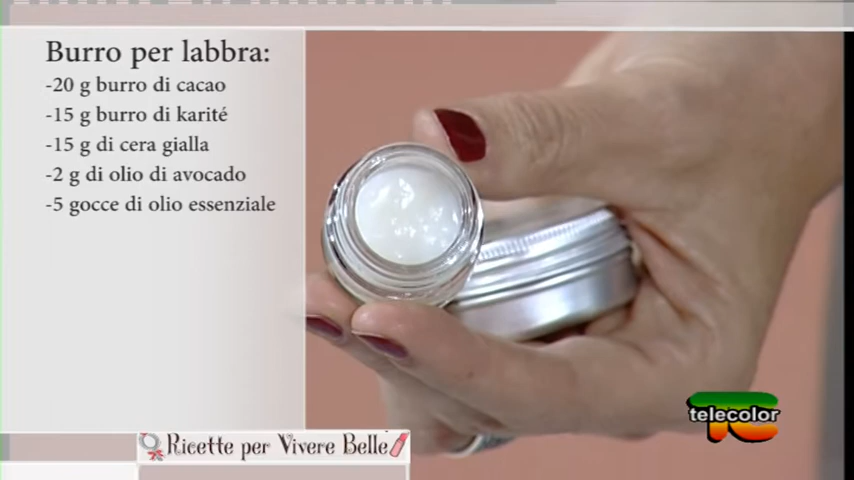 Burro per labbra:
-20 g burro di cacao
-15 g burro di karité
-15 g di cera gialla
-2 g di olio di avocado
-5 gocce di olio essenziale
Ricette per Vivere Belle
telecolor